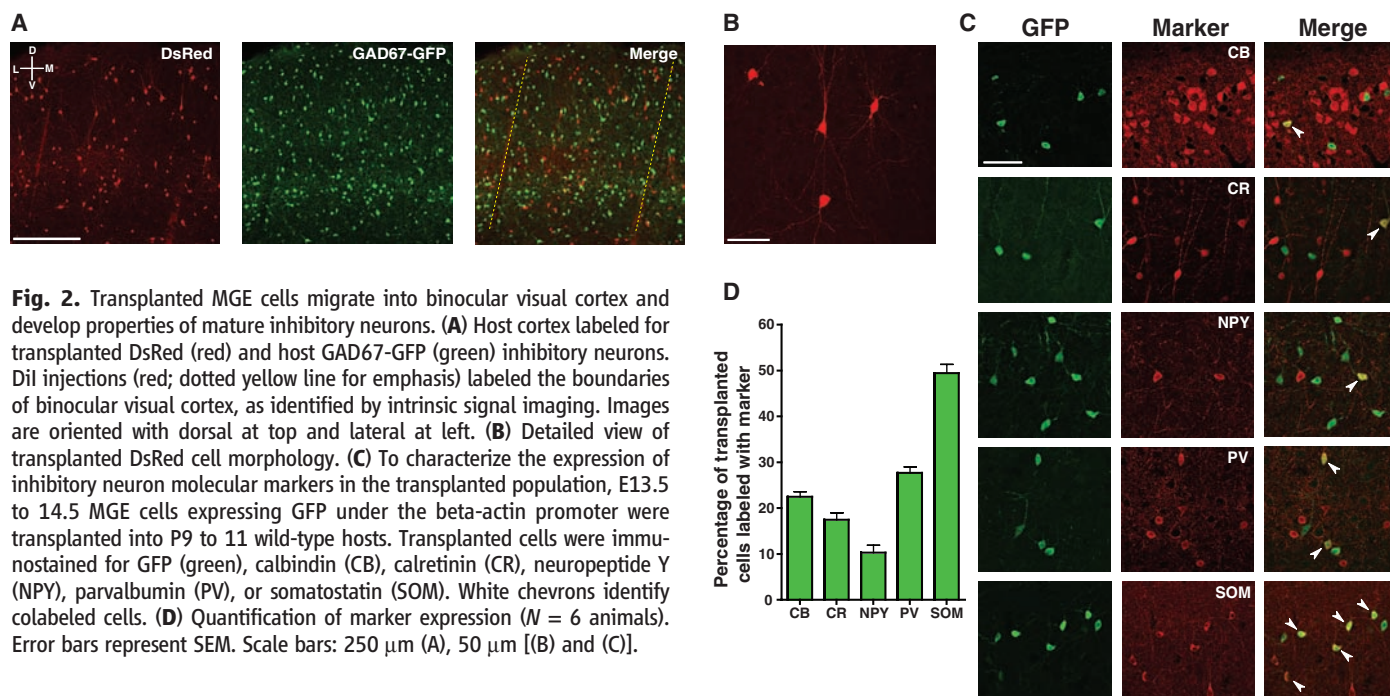 A
DsRed
D
L
M
V
GAD67-GFP
Merge
B
C
GFP
Marker
Merge
CB
CR
NPY
PV
SOM
Fig. 2. Transplanted MGE cells migrate into binocular visual cortex and
develop properties of mature inhibitory neurons. (A) Host cortex labeled for
transplanted DsRed (red) and host GAD67-GFP (green) inhibitory neurons.
DiI injections (red; dotted yellow line for emphasis) labeled the boundaries
of binocular visual cortex, as identified by intrinsic signal imaging. Images
are oriented with dorsal at top and lateral at left. (B) Detailed view of
transplanted DsRed cell morphology. (C) To characterize the expression of
inhibitory neuron molecular markers in the transplanted population, E13.5
to 14.5 MGE cells expressing GFP under the beta-actin promoter were
transplanted into P9 to 11 wild-type hosts. Transplanted cells were immu-
nostained for GFP (green), calbindin (CB), calretinin (CR), neuropeptide Y
(NPY), parvalbumin (PV), or somatostatin (SOM). White chevrons identify
colabeled cells. (D) Quantification of marker expression (N = 6 animals).
Error bars represent SEM. Scale bars: 250 μm (A), 50 μm [(B) and (C)].
D
Percentage of transplanted
cells labeled with marker
60
50
40
30
20
10
0
CB CR NPY PV SOM